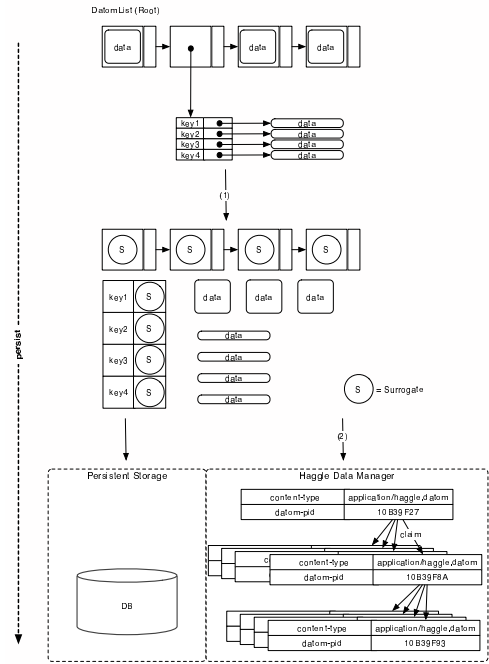 DatomList (Root)
data data data
key1 data
key2 data
key3 data
key4 data
(1)
S S S S
key1 S
data data data
key2 S
data
key3 S
data
data
key4 S
data
S = Surrogate
persist
(2)
Persistent Storage
Haggle Data Manager
content-type application/haggle,datom
datom-pid 10B39F27
claim
c
content-type application/haggle,datom
datom-pid 10B39F8A
DB
content-type application/haggle,datom
datom-pid 10B39F93